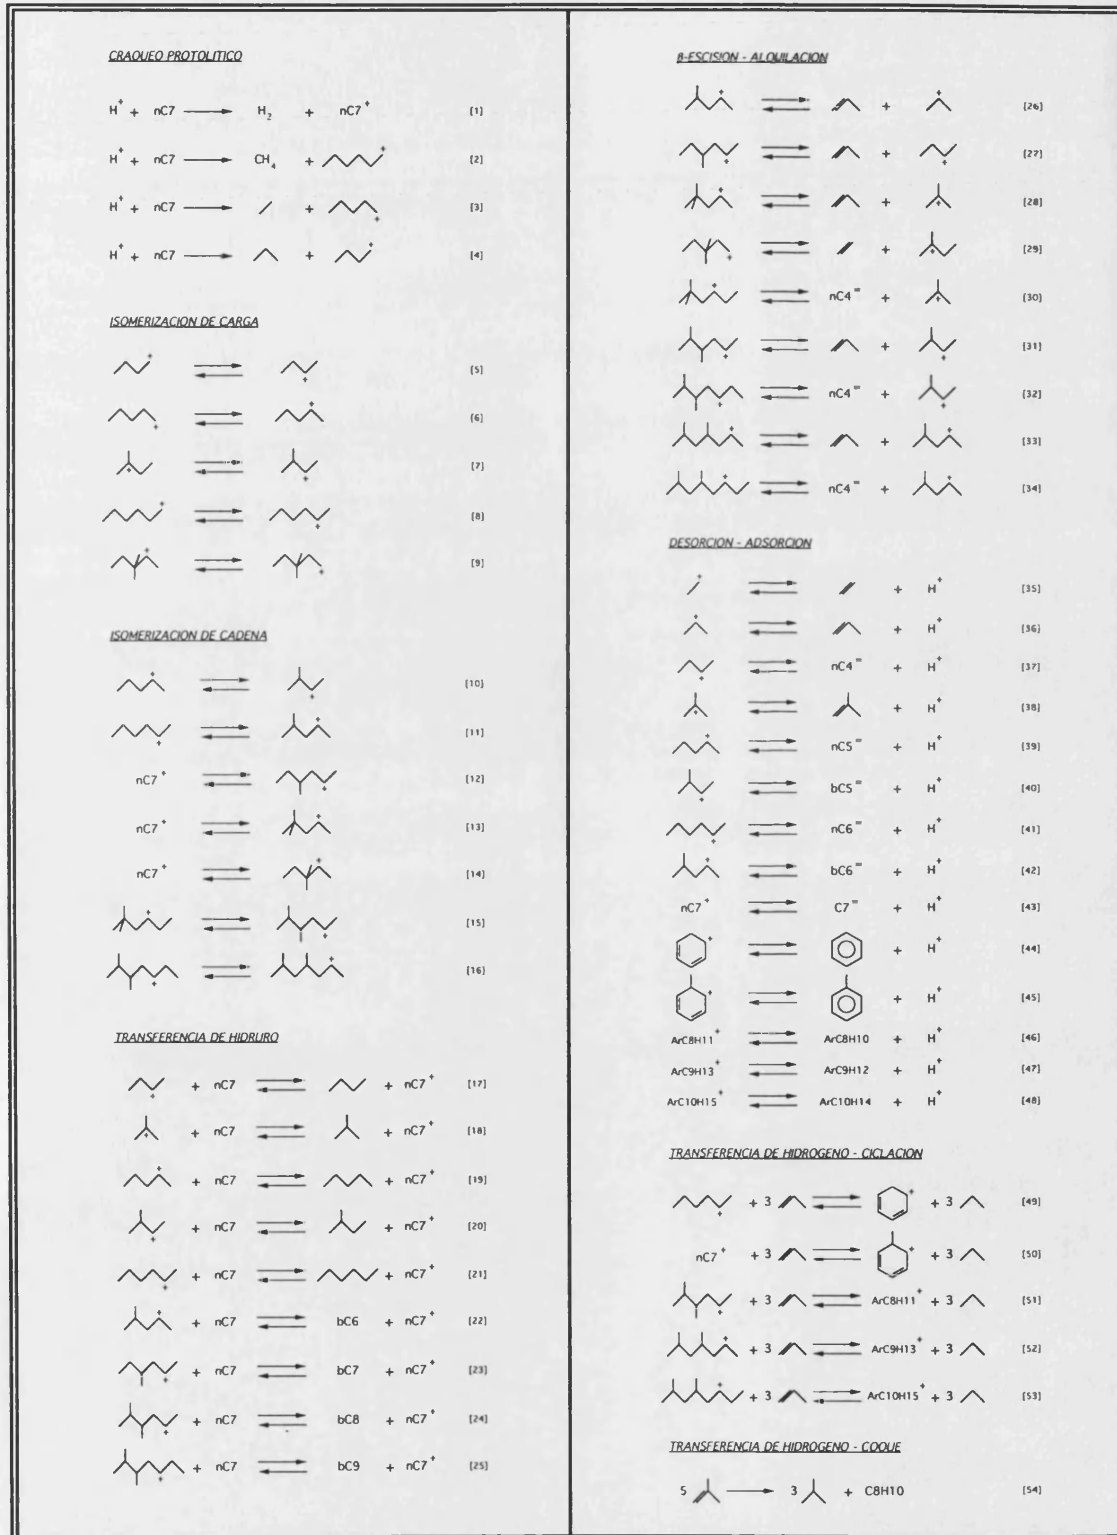 CRAQUEO PROTOLITICO
H+ + nC7 H2 + nC7+ [1]
H+ + nC7 CH4 + + [2]
H+ + nC7 + + [3]
H+ + nC7 + + [4]
ISOMERIZACION DE CARGA
+ + [5]
+ + [6]
+ + [7]
+ + [8]
+ + [9]
ISOMERIZACION DE CADENA
+ + [10]
+ + [11]
nC7+ + [12]
nC7+ + [13]
nC7+ + [14]
+ + [15]
+ + [16]
TRANSFERENCIA DE HIDRURO
+ + nC7 + nC7+ [17]
+ + nC7 + nC7+ [18]
+ + nC7 + nC7+ [19]
+ + nC7 + nC7+ [20]
+ + nC7 + nC7+ [21]
+ + nC7 bC6 + nC7+ [22]
+ + nC7 bC7 + nC7+ [23]
+ + nC7 bC8 + nC7+ [24]
+ + nC7 bC9 + nC7+ [25]
β-ESCISION - ALQUILACION
+ + + [26]
+ + + [27]
+ + + [28]
+ + + [29]
+ nC4= + + [30]
+ + + [31]
+ nC4= + + [32]
+ + + [33]
+ nC4= + + [34]
DESORCION - ADSORCION
+ + H+ [35]
+ + H+ [36]
+ nC4= + H+ [37]
+ + H+ [38]
+ nC5= + H+ [39]
+ bC5= + H+ [40]
+ nC6= + H+ [41]
+ bC6= + H+ [42]
nC7+ C7= + H+ [43]
+ + H+ [44]
+ + H+ [45]
ArC8H11+ ArC8H10 + H+ [46]
ArC9H13+ ArC9H12 + H+ [47]
ArC10H15+ ArC10H14 + H+ [48]
TRANSFERENCIA DE HIDROGENO - CICLACION
+ + 3 + + 3 [49]
nC7+ + 3 + + 3 [50]
+ + 3 ArC8H11+ + 3 [51]
+ + 3 ArC9H13+ + 3 [52]
+ + 3 ArC10H15+ + 3 [53]
TRANSFERENCIA DE HIDROGENO - COQUE
5 3 + C8H10 [54]